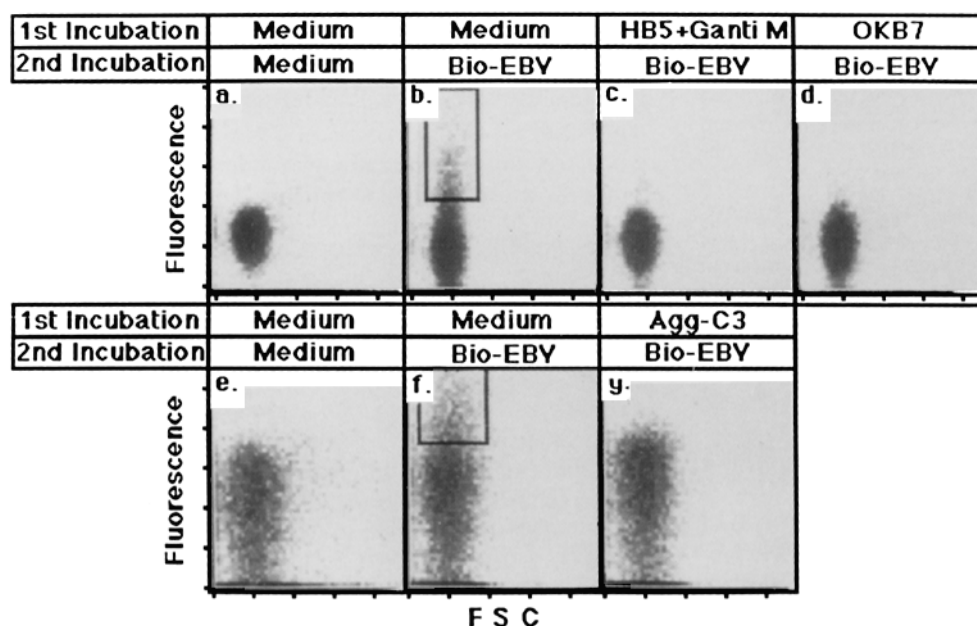 1st Incubation Medium Medium HB5+Ganti M OKB7
2nd Incubation Medium Bio-EBV Bio-EBV Bio-EBV
a. b. c. d.
Fluorescence
1st Incubation Medium Medium Agg-C3
2nd Incubation Medium Bio-EBV Bio-EBV
e. f. y.
Fluorescence
F S C